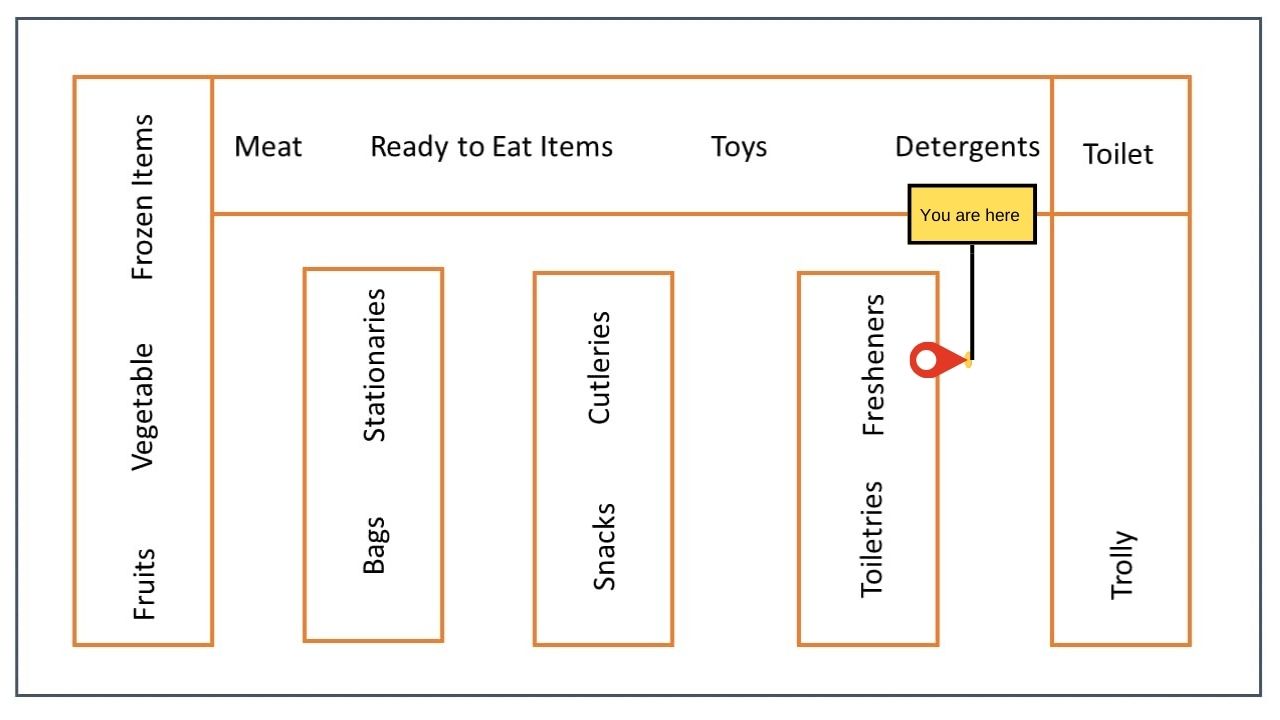 Meat
Ready to Eat Items
Toys
Detergents
Toilet
You are here
Frozen Items
Vegetable
Fruits
Stationaries
Bags
Cutleries
Snacks
Fresheners
Toiletries
Trolly